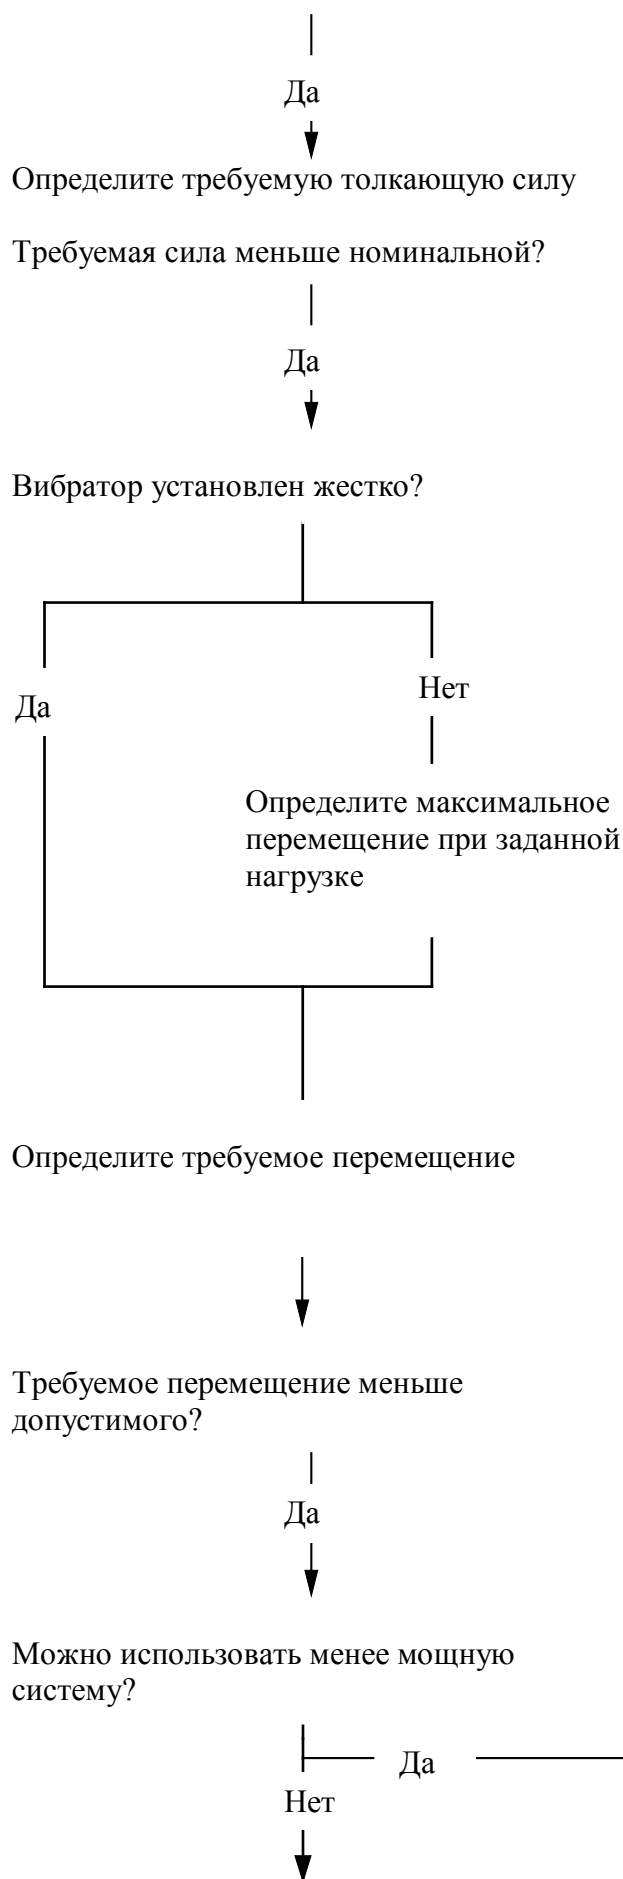 Да
Определите требуемую толкающую силу
Требуемая сила меньше номинальной?
Да
Вибратор установлен жестко?
Да
Нет
Определите максимальное
перемещение при заданной
нагрузке
Определите требуемое перемещение
Требуемое перемещение меньше
допустимого?
Да
Можно использовать менее мощную
систему?
Да
Нет